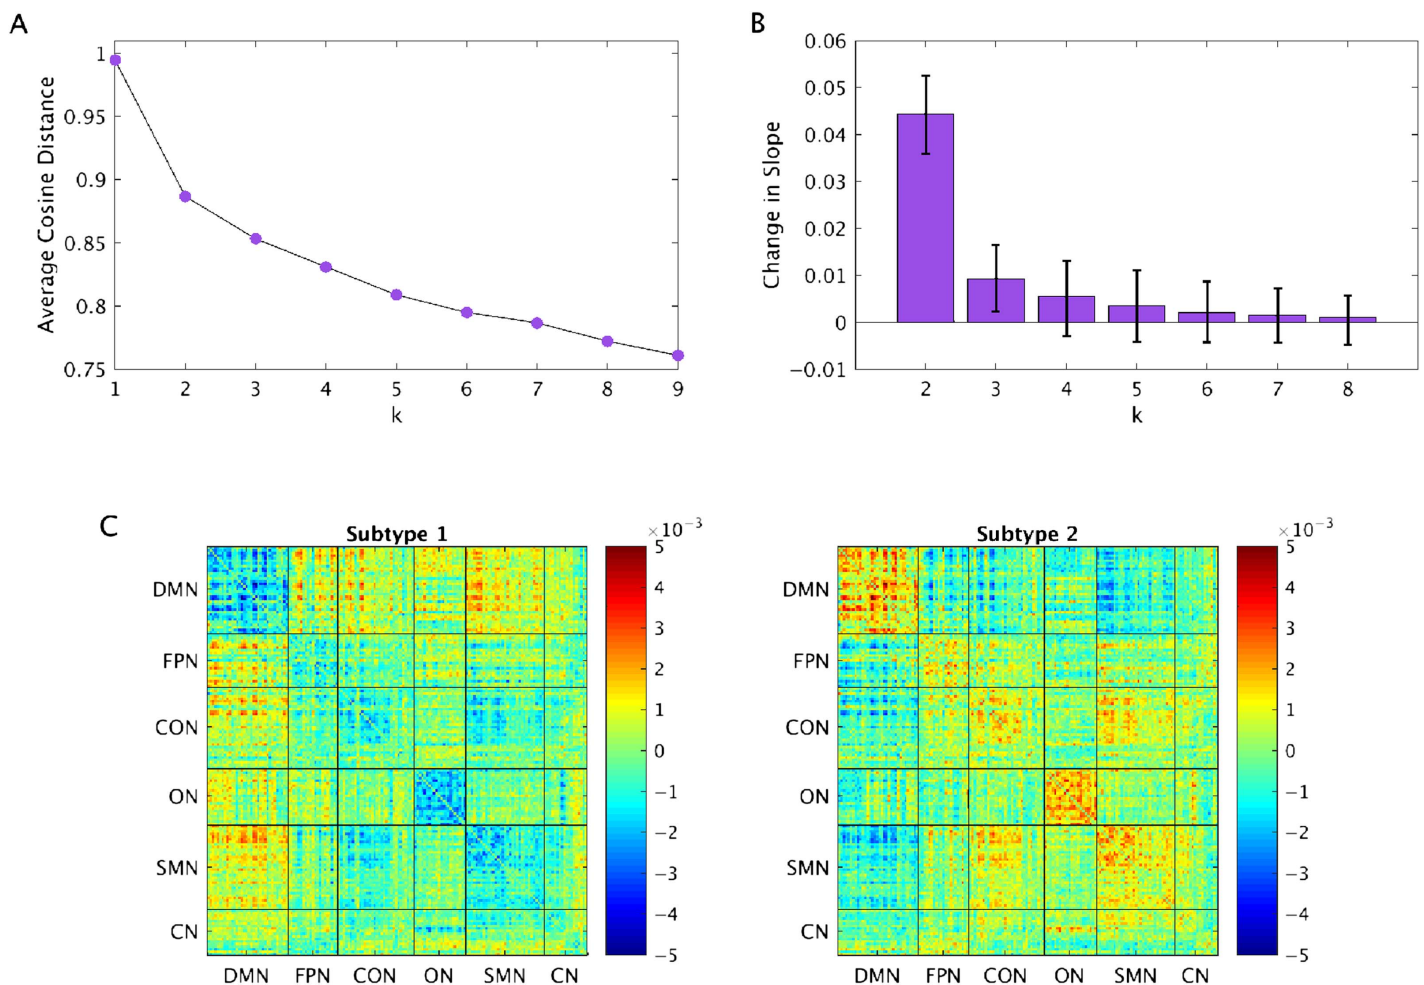 A
Average Cosine Distance
1
0.95
0.9
0.85
0.8
0.75
1 2 3 4 5 6 7 8 9
k
B
Change in Slope
0.06
0.05
0.04
0.03
0.02
0.01
0
−0.01
2 3 4 5 6 7 8
k
C
Subtype 1
×10−3
DMN
FPN
CON
ON
SMN
CN
DMN FPN CON ON SMN CN
5
4
3
2
1
0
−1
−2
−3
−4
−5
Subtype 2
×10−3
DMN
FPN
CON
ON
SMN
CN
DMN FPN CON ON SMN CN
5
4
3
2
1
0
−1
−2
−3
−4
−5